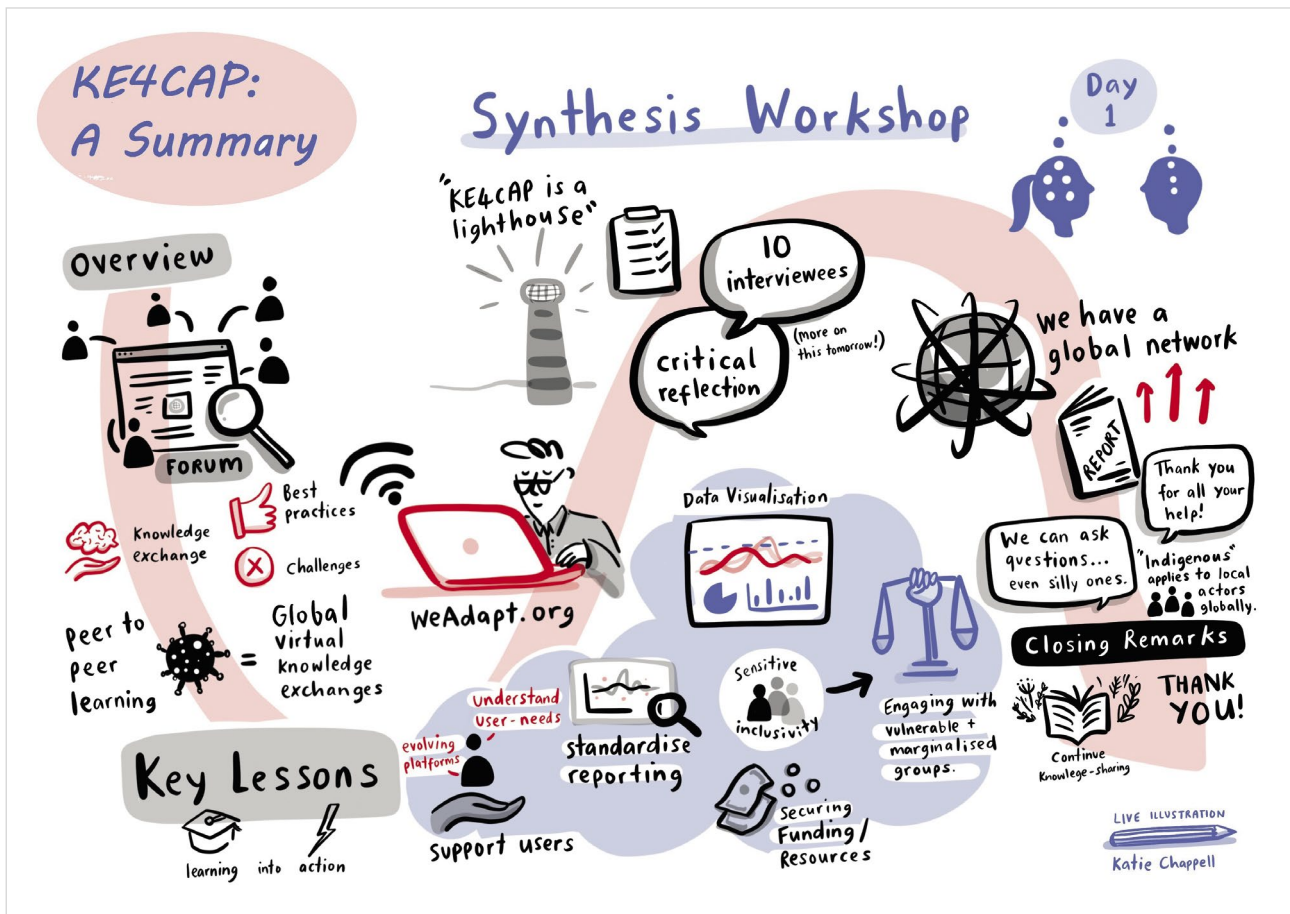 KE4CAP:
A Summary
Synthesis Workshop
Day
1
Overview
FORUM
Knowledge
exchange
Best
practices
Challenges
peer to
peer
learning
=
Global
virtual
knowledge
exchanges
"KE4CAP is a
lighthouse"
10
interviewees
(more on
this tomorrow!)
critical
reflection
weAdapt.org
we have a
global network
REPORT
Thank you
for all your
help!
We can ask
questions...
even silly ones.
"Indigenous"
applies to local
actors
globally.
Closing Remarks
Continue
Knowlege-sharing
THANK
YOU!
Key Lessons
learning into action
understand
user-needs
evolving
platforms
support users
standardise
reporting
Data Visualisation
Sensitive
inclusivity
Securing
Funding/
Resources
Engaging with
vulnerable +
marginalised
groups.
LIVE ILLUSTRATION
Katie Chappell